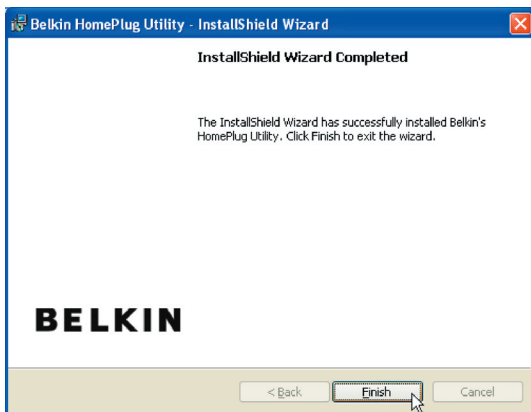 Belkin HomePlug Utility - InstallShield Wizard
InstallShield Wizard Completed
The InstallShield Wizard has successfully installed Belkin's
HomePlug Utility. Click Finish to exit the wizard.
BELKIN
< Back
Finish
Cancel